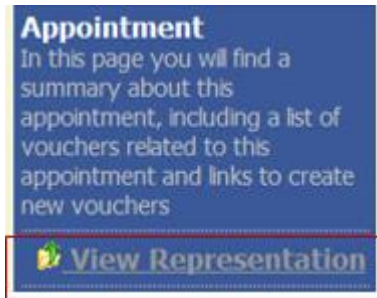 Appointment
In this page you will find a
summary about this
appointment, including a list of
vouchers related to this
appointment and links to create
new vouchers
View Representation